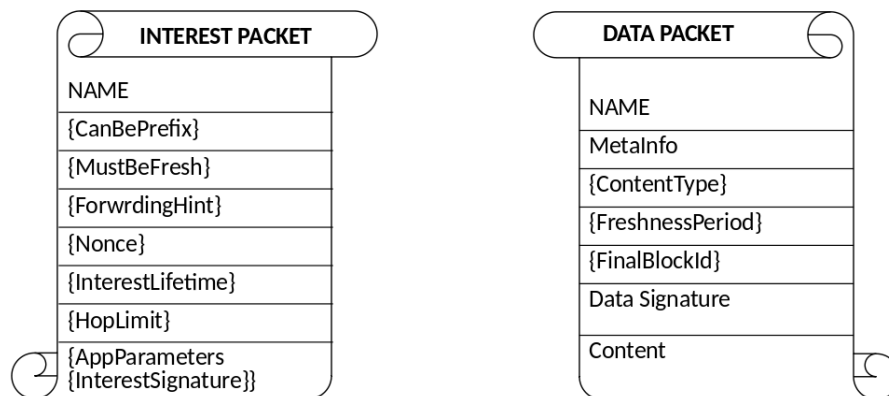 INTEREST PACKET
NAME
{CanBePrefix}
{MustBeFresh}
{ForwrdingHint}
{Nonce}
{InterestLifetime}
{HopLimit}
{AppParameters
{InterestSignature}}
DATA PACKET
NAME
MetaInfo
{ContentType}
{FreshnessPeriod}
{FinalBlockId}
Data Signature
Content